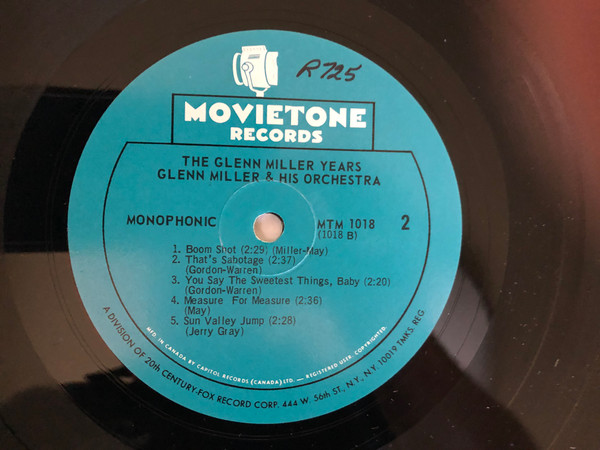 R725
MOVIETONE
RECORDS
THE GLENN MILLER YEARS
GLENN MILLER & HIS ORCHESTRA
MONOPHONIC
MTM 1018
2
(1018 B)
1. Boom Shot (2:29) (Miller-May)
2. That's Sabotage (2:37)
(Gordon-Warren)
3. You Say The Sweetest Things, Baby (2:20)
(Gordon-Warren)
4. Measure For Measure (2:36)
(May)
5. Sun Valley Jump (2:28)
(Jerry Gray)
MFD. IN CANADA BY CAPITOL RECORDS (CANADA) LTD. — REGISTERED USER. COPYRIGHTED.
A DIVISION OF 20th CENTURY-FOX RECORD CORP. 444 W. 56th ST., N.Y., N.Y. 10019 TMKS. REG